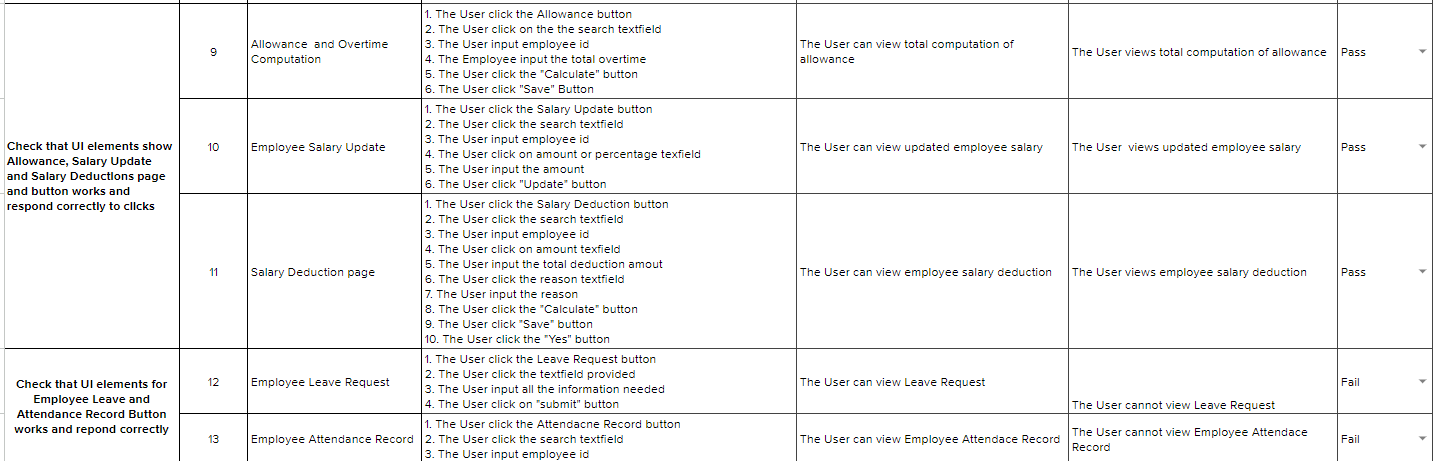 Check that UI elements show
Allowance, Salary Update
and Salary Deductions page
and button works and
respond correctly to clicks
9
Allowance and Overtime
Computation
1. The User click the Allowance button
2. The User click on the the search textfield
3. The User input employee id
4. The Employee input the total overtime
5. The User click the "Calculate" button
6. The User click "Save" Button
The User can view total computation of
allowance
The User views total computation of allowance
Pass
10
Employee Salary Update
1. The User click the Salary Update button
2. The User click the search textfield
3. The User input employee id
4. The User click on amount or percentage texfield
5. The User input the amount
6. The User click "Update" button
The User can view updated employee salary
The User views updated employee salary
Pass
11
Salary Deduction page
1. The User click the Salary Deduction button
2. The User click the search textfield
3. The User input employee id
4. The User click on amount texfield
5. The User input the total deduction amout
6. The User click the reason textfield
7. The User input the reason
8. The User click the "Calculate" button
9. The User click "Save" button
10. The User click the "Yes" button
The User can view employee salary deduction
The User views employee salary deduction
Pass
Check that UI elements for
Employee Leave and
Attendance Record Button
works and repond correctly
12
Employee Leave Request
1. The User click the Leave Request button
2. The User click the textfield provided
3. The User input all the information needed
4. The User click on "submit" button
The User can view Leave Request
The User cannot view Leave Request
Fail
13
Employee Attendance Record
1. The User click the Attendacne Record button
2. The User click the search textfield
3. The User input employee id
The User can view Employee Attendace Record
The User cannot view Employee Attendace
Record
Fail